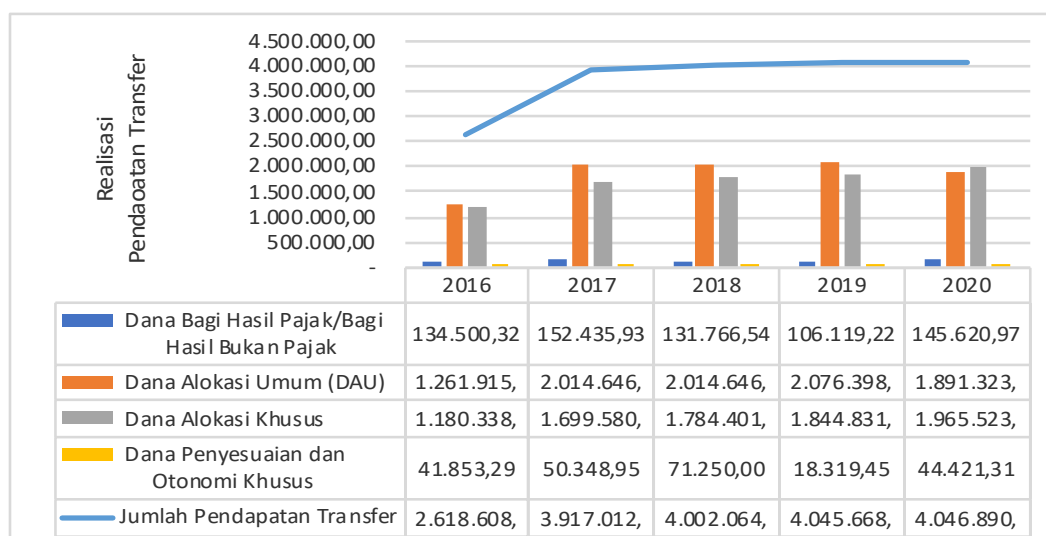 Realisasi
Pendaoatan Transfer
4.500.000,00
4.000.000,00
3.500.000,00
3.000.000,00
2.500.000,00
2.000.000,00
1.500.000,00
1.000.000,00
500.000,00
-
2016 2017 2018 2019 2020
Dana Bagi Hasil Pajak/Bagi
Hasil Bukan Pajak 134.500,32 152.435,93 131.766,54 106.119,22 145.620,97
Dana Alokasi Umum (DAU) 1.261.915, 2.014.646, 2.014.646, 2.076.398, 1.891.323,
Dana Alokasi Khusus 1.180.338, 1.699.580, 1.784.401, 1.844.831, 1.965.523,
Dana Penyesuaian dan
Otonomi Khusus 41.853,29 50.348,95 71.250,00 18.319,45 44.421,31
Jumlah Pendapatan Transfer 2.618.608, 3.917.012, 4.002.064, 4.045.668, 4.046.890,